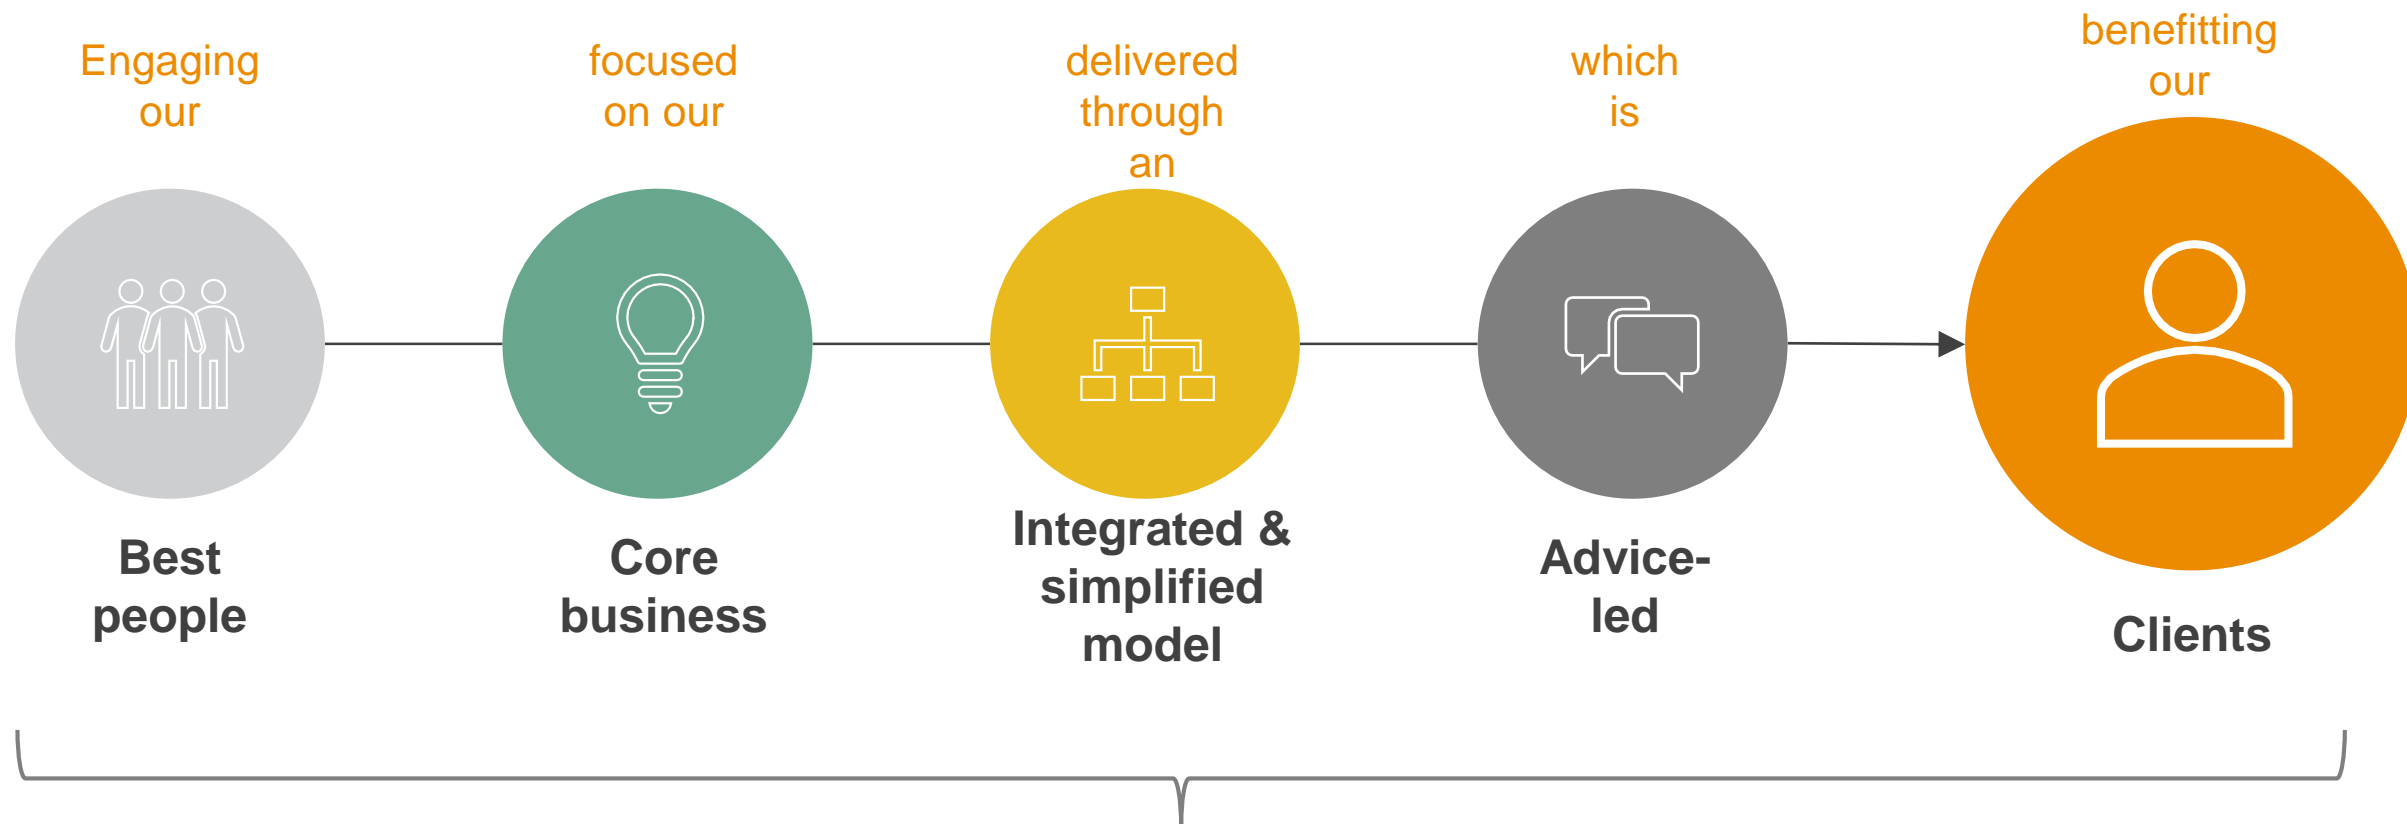 Engaging
our
Best
people
focused
on our
Core
business
delivered
through
an
Integrated &
simplified
model
which
is
Advice-
led
benefitting
our
Clients